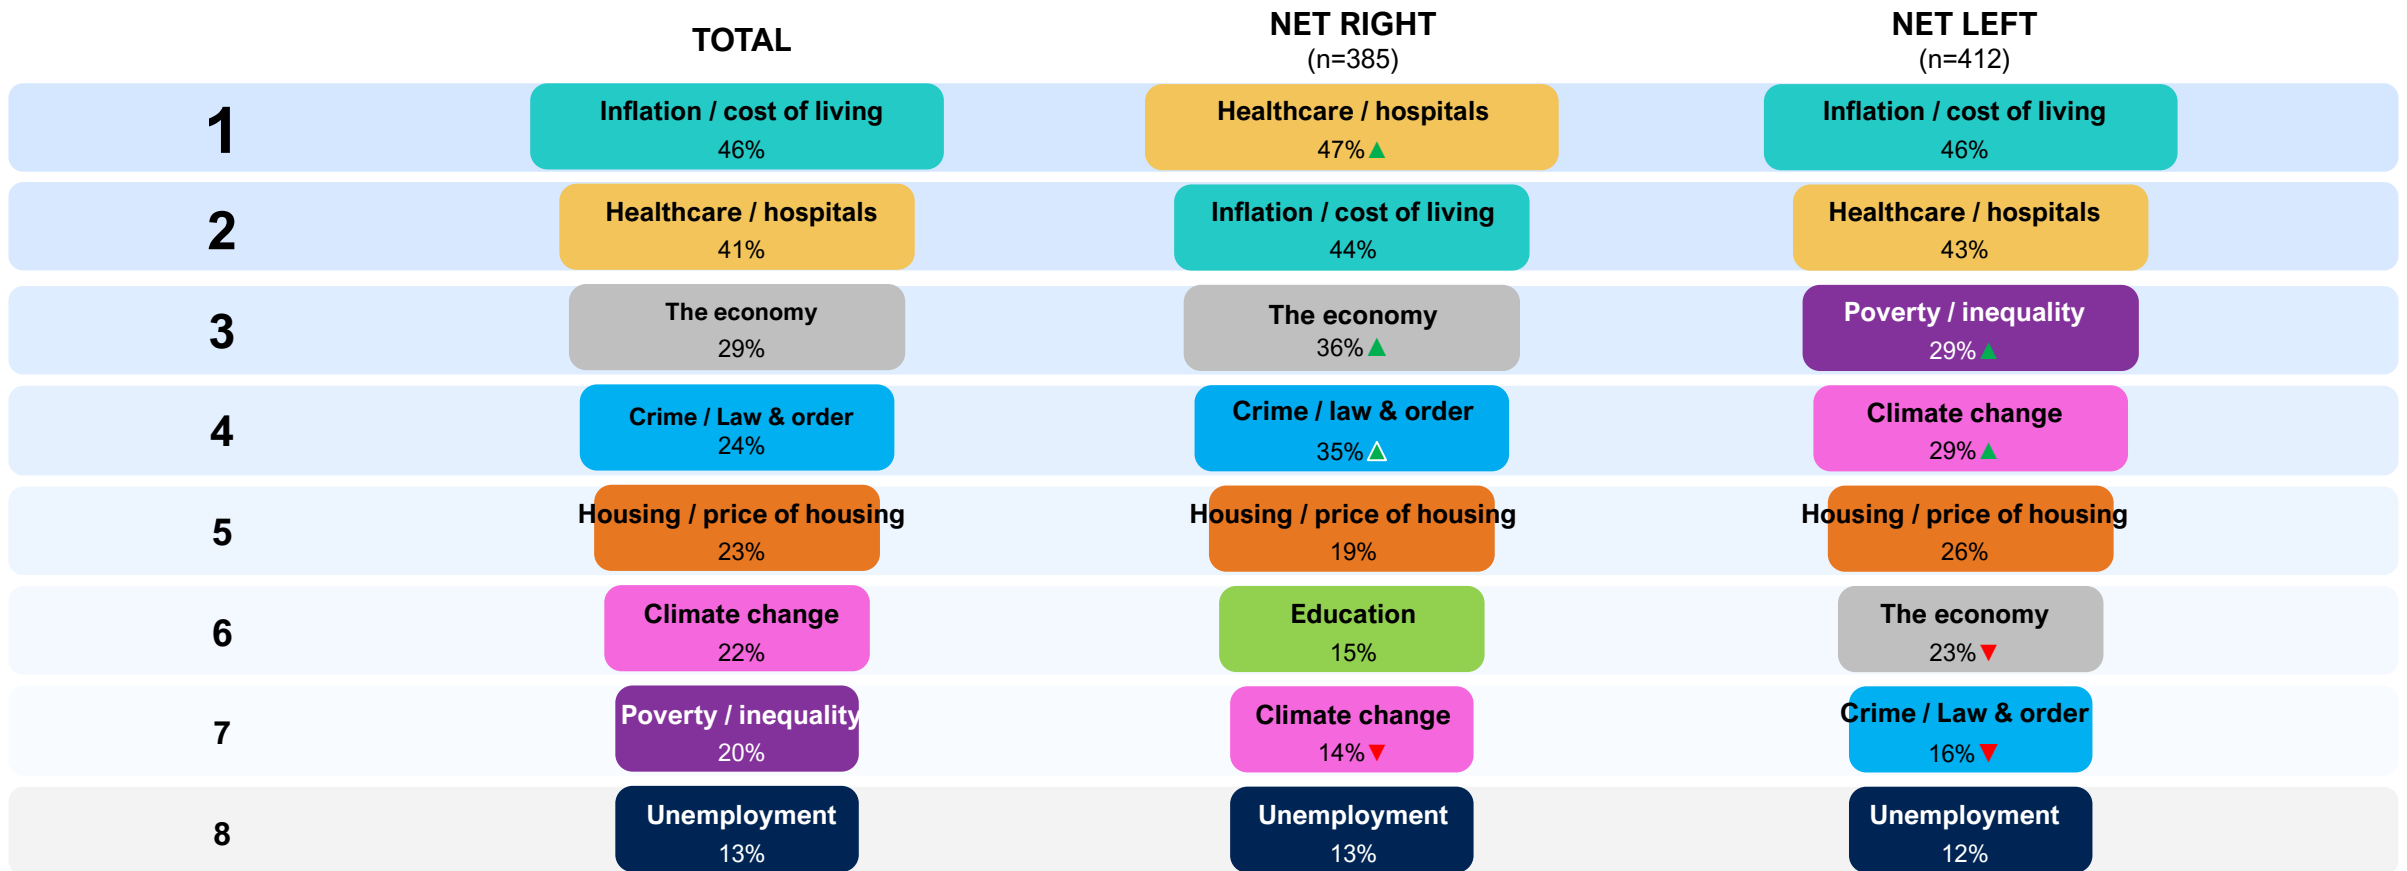 TOTAL
NET RIGHT
(n=385)
NET LEFT
(n=412)
1
Inflation / cost of living
46%
Healthcare / hospitals
47%▲
Inflation / cost of living
46%
2
Healthcare / hospitals
41%
Inflation / cost of living
44%
Healthcare / hospitals
43%
3
The economy
29%
The economy
36%▲
Poverty / inequality
29%▲
4
Crime / Law & order
24%
Crime / law & order
35%▲
Climate change
29%▲
5
Housing / price of housing
23%
Housing / price of housing
19%
Housing / price of housing
26%
6
Climate change
22%
Education
15%
The economy
23%▼
7
Poverty / inequality
20%
Climate change
14%▼
Crime / Law & order
16%▼
8
Unemployment
13%
Unemployment
13%
Unemployment
12%